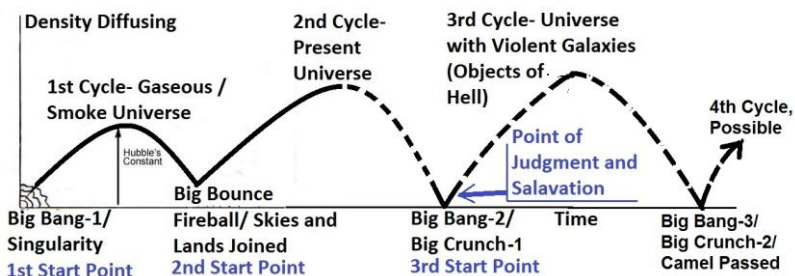 Density Diffusing
1st Cycle- Gaseous /
Smoke Universe
Hubble's
Constant
2nd Cycle-
Present
Universe
3rd Cycle- Universe
with Violent Galaxies
(Objects of
Hell)
4th Cycle,
Possible
Point of
Judgment and
Salavation
Big Bang-1/
Singularity
1st Start Point
Big Bounce
Fireball/ Skies and
Lands Joined
2nd Start Point
Big Bang-2/
Big Crunch-1
3rd Start Point
Time
Big Bang-3/
Big Crunch-2/
Camel Passed